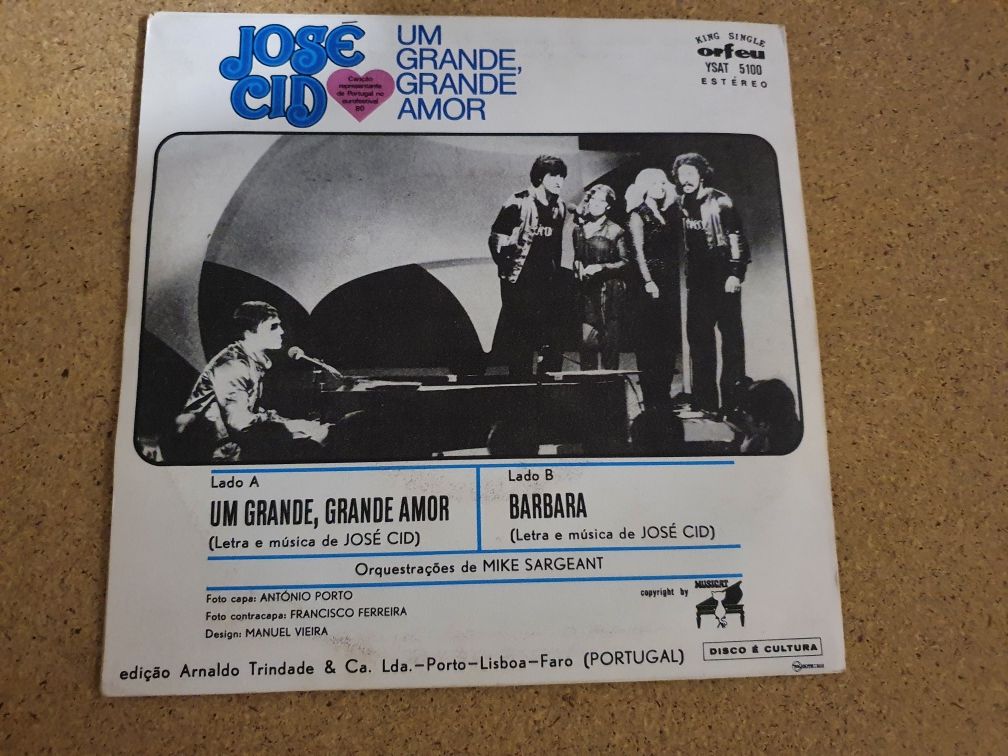 JOSÉ
CID
Canção
representante
de Portugal no
eurofestival
80
UM
GRANDE,
GRANDE
AMOR
KING SINGLE
orfeu
YSAT 5100
ESTÉREO
Lado A
UM GRANDE, GRANDE AMOR
(Letra e música de JOSÉ CID)
Lado B
BARBARA
(Letra e música de JOSÉ CID)
Orquestrações de MIKE SARGEANT
Foto capa: ANTÓNIO PORTO
Foto contracapa: FRANCISCO FERREIRA
Design: MANUEL VIEIRA
copyright by
MUSICAT
DISCO É CULTURA
edição Arnaldo Trindade & Ca. Lda.—Porto-Lisboa—Faro (PORTUGAL)